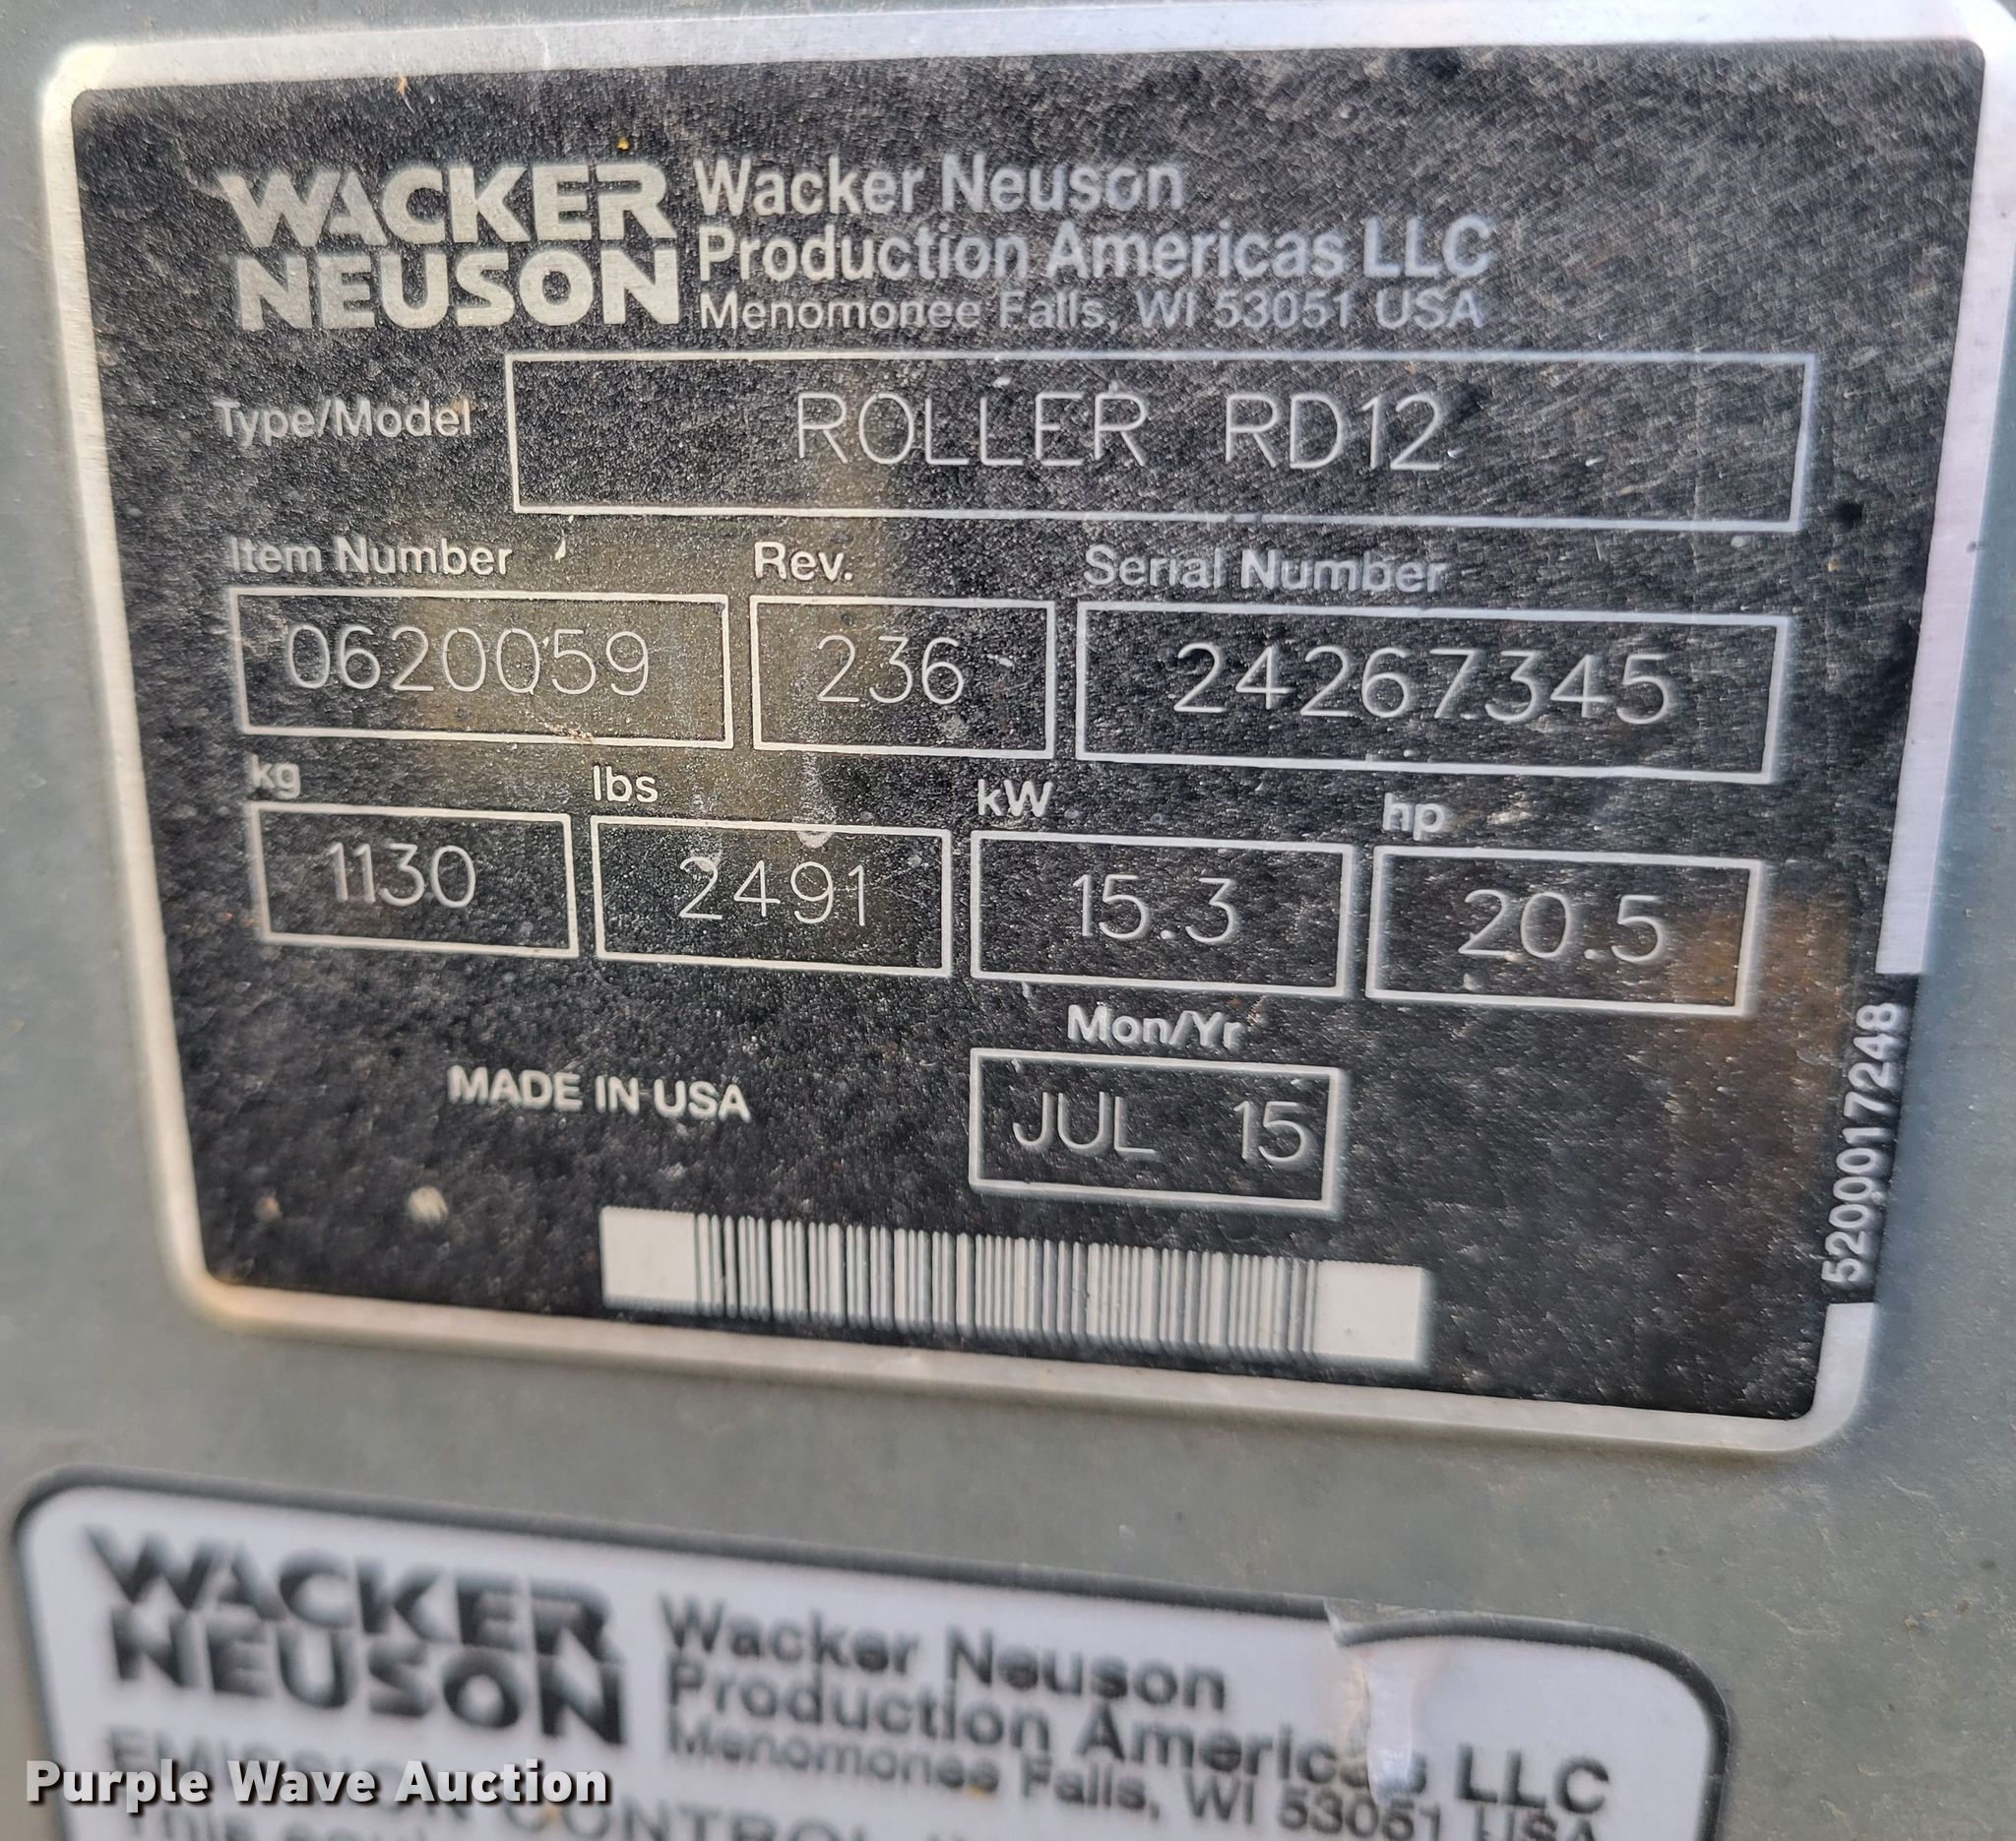 WACKER
NEUSON
Wacker Neuson
Production Americas LLC
Menomonee Falls, WI 53051 USA
Type/Model
ROLLER RD12
Item Number Rev. Serial Number
0620059 236 24267345
kg lbs kW hp
1130 2491 15.3 20.5
Mon/Yr
MADE IN USA
JUL 15
5200017248
WACKER
NEUSON
Wacker Neuson
Production Americas LLC
Menomonee Falls, WI 53051 USA
EMISSION CONTROL
This
Purple Wave Auction